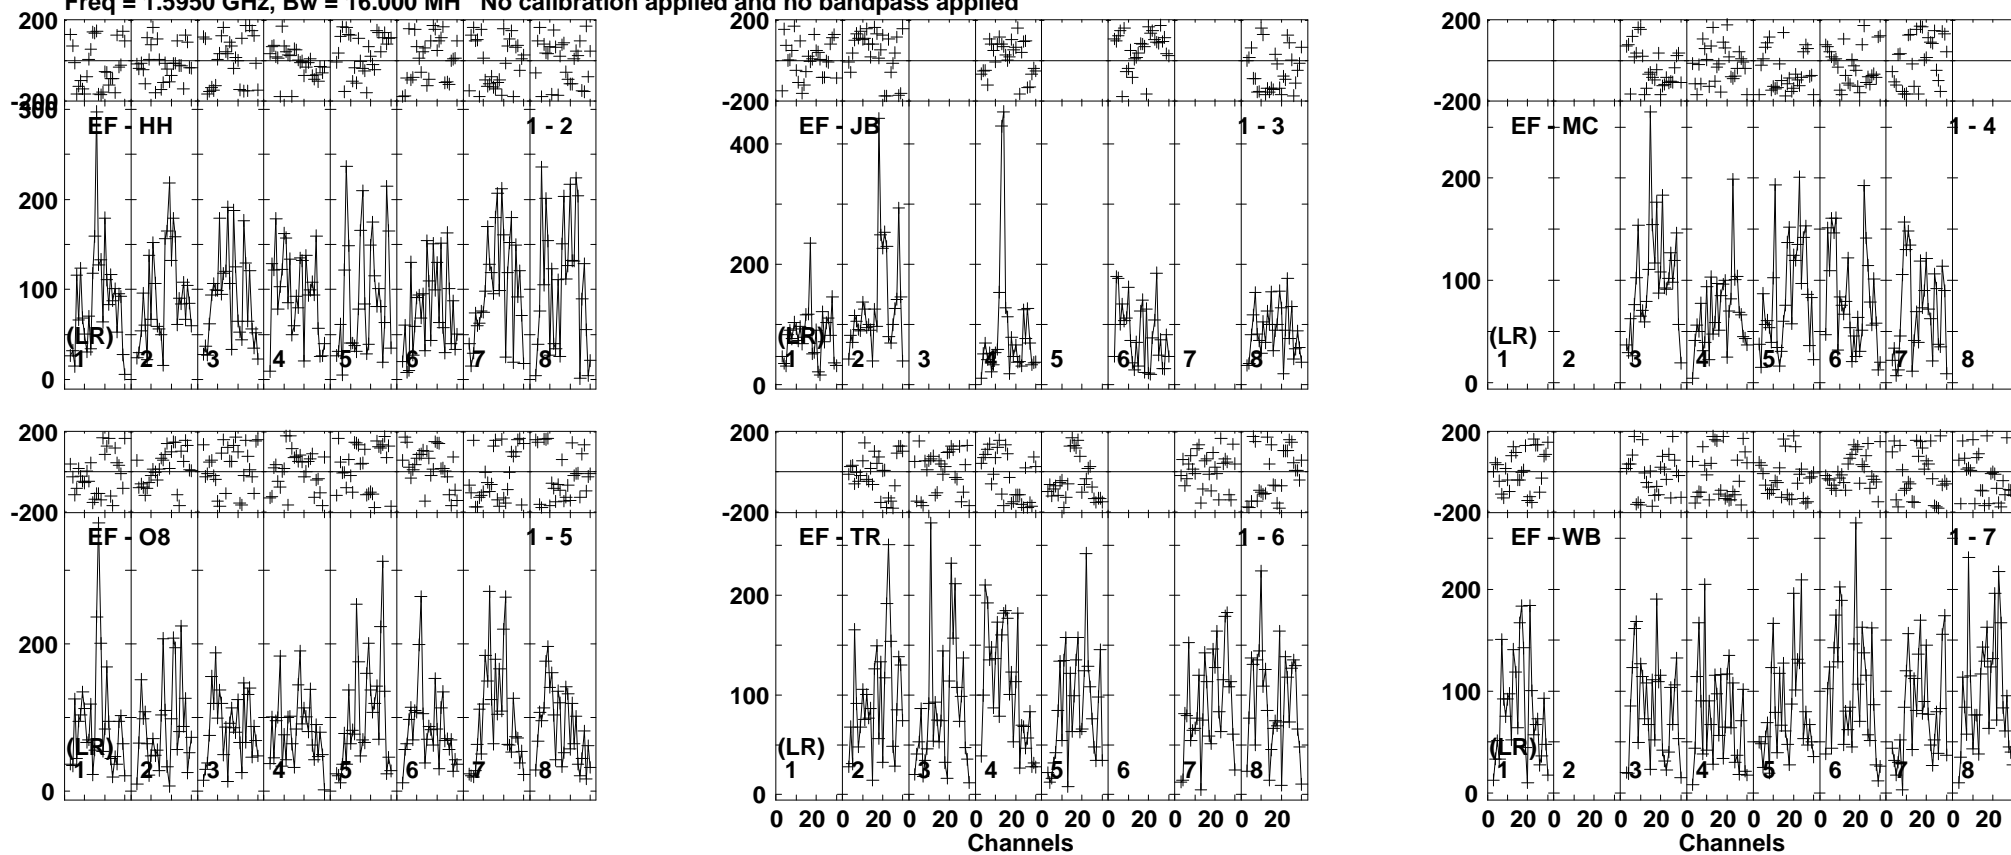 Freq = 1.5950 GHz, Bw = 16.000 MH No calibration applied and no bandpass applied
200
-200
300
200
100
0
EF - HH
1 - 2
(LR)
1 2 3 4 5 6 7 8
200
-200
400
200
0
EF - JB
1 - 3
(LR)
1 2 3 4 5 6 7 8
200
-200
200
100
0
EF - MC
1 - 4
(LR)
1 2 3 4 5 6 7 8
200
-200
200
0
EF - O8
1 - 5
(LR)
1 2 3 4 5 6 7 8
200
-200
200
100
0
EF - TR
1 - 6
(LR)
1 2 3 4 5 6 7 8
0 20 0 20 0 20 0 20 0 20 0 20 0 20 0 20
Channels
200
-200
200
100
0
EF - WB
1 - 7
(LR)
1 2 3 4 5 6 7 8
0 20 0 20 0 20 0 20 0 20 0 20 0 20 0 20
Channels